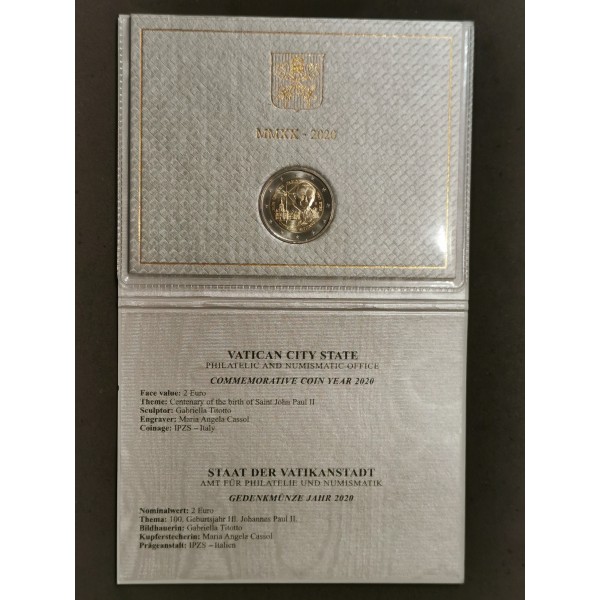 MMXX - 2020
VATICAN CITY STATE
PHILATELIC AND NUMISMATIC OFFICE
COMMEMORATIVE COIN YEAR 2020
Face value: 2 Euro
Theme: Centenary of the birth of Saint John Paul II
Sculptor: Gabriella Titotto
Engraver: Maria Angela Cassol
Coinage: IPZS – Italy
STAAT DER VATIKANSTADT
AMT FÜR PHILATELIE UND NUMISMATIK
GEDENKMÜNZE JAHR 2020
Nominalwert: 2 Euro
Thema: 100. Geburtsjahr Hl. Johannes Paul II.
Bildhauerin: Gabriella Titotto
Kupferstecherin: Maria Angela Cassol
Prägeanstalt: IPZS – Italien